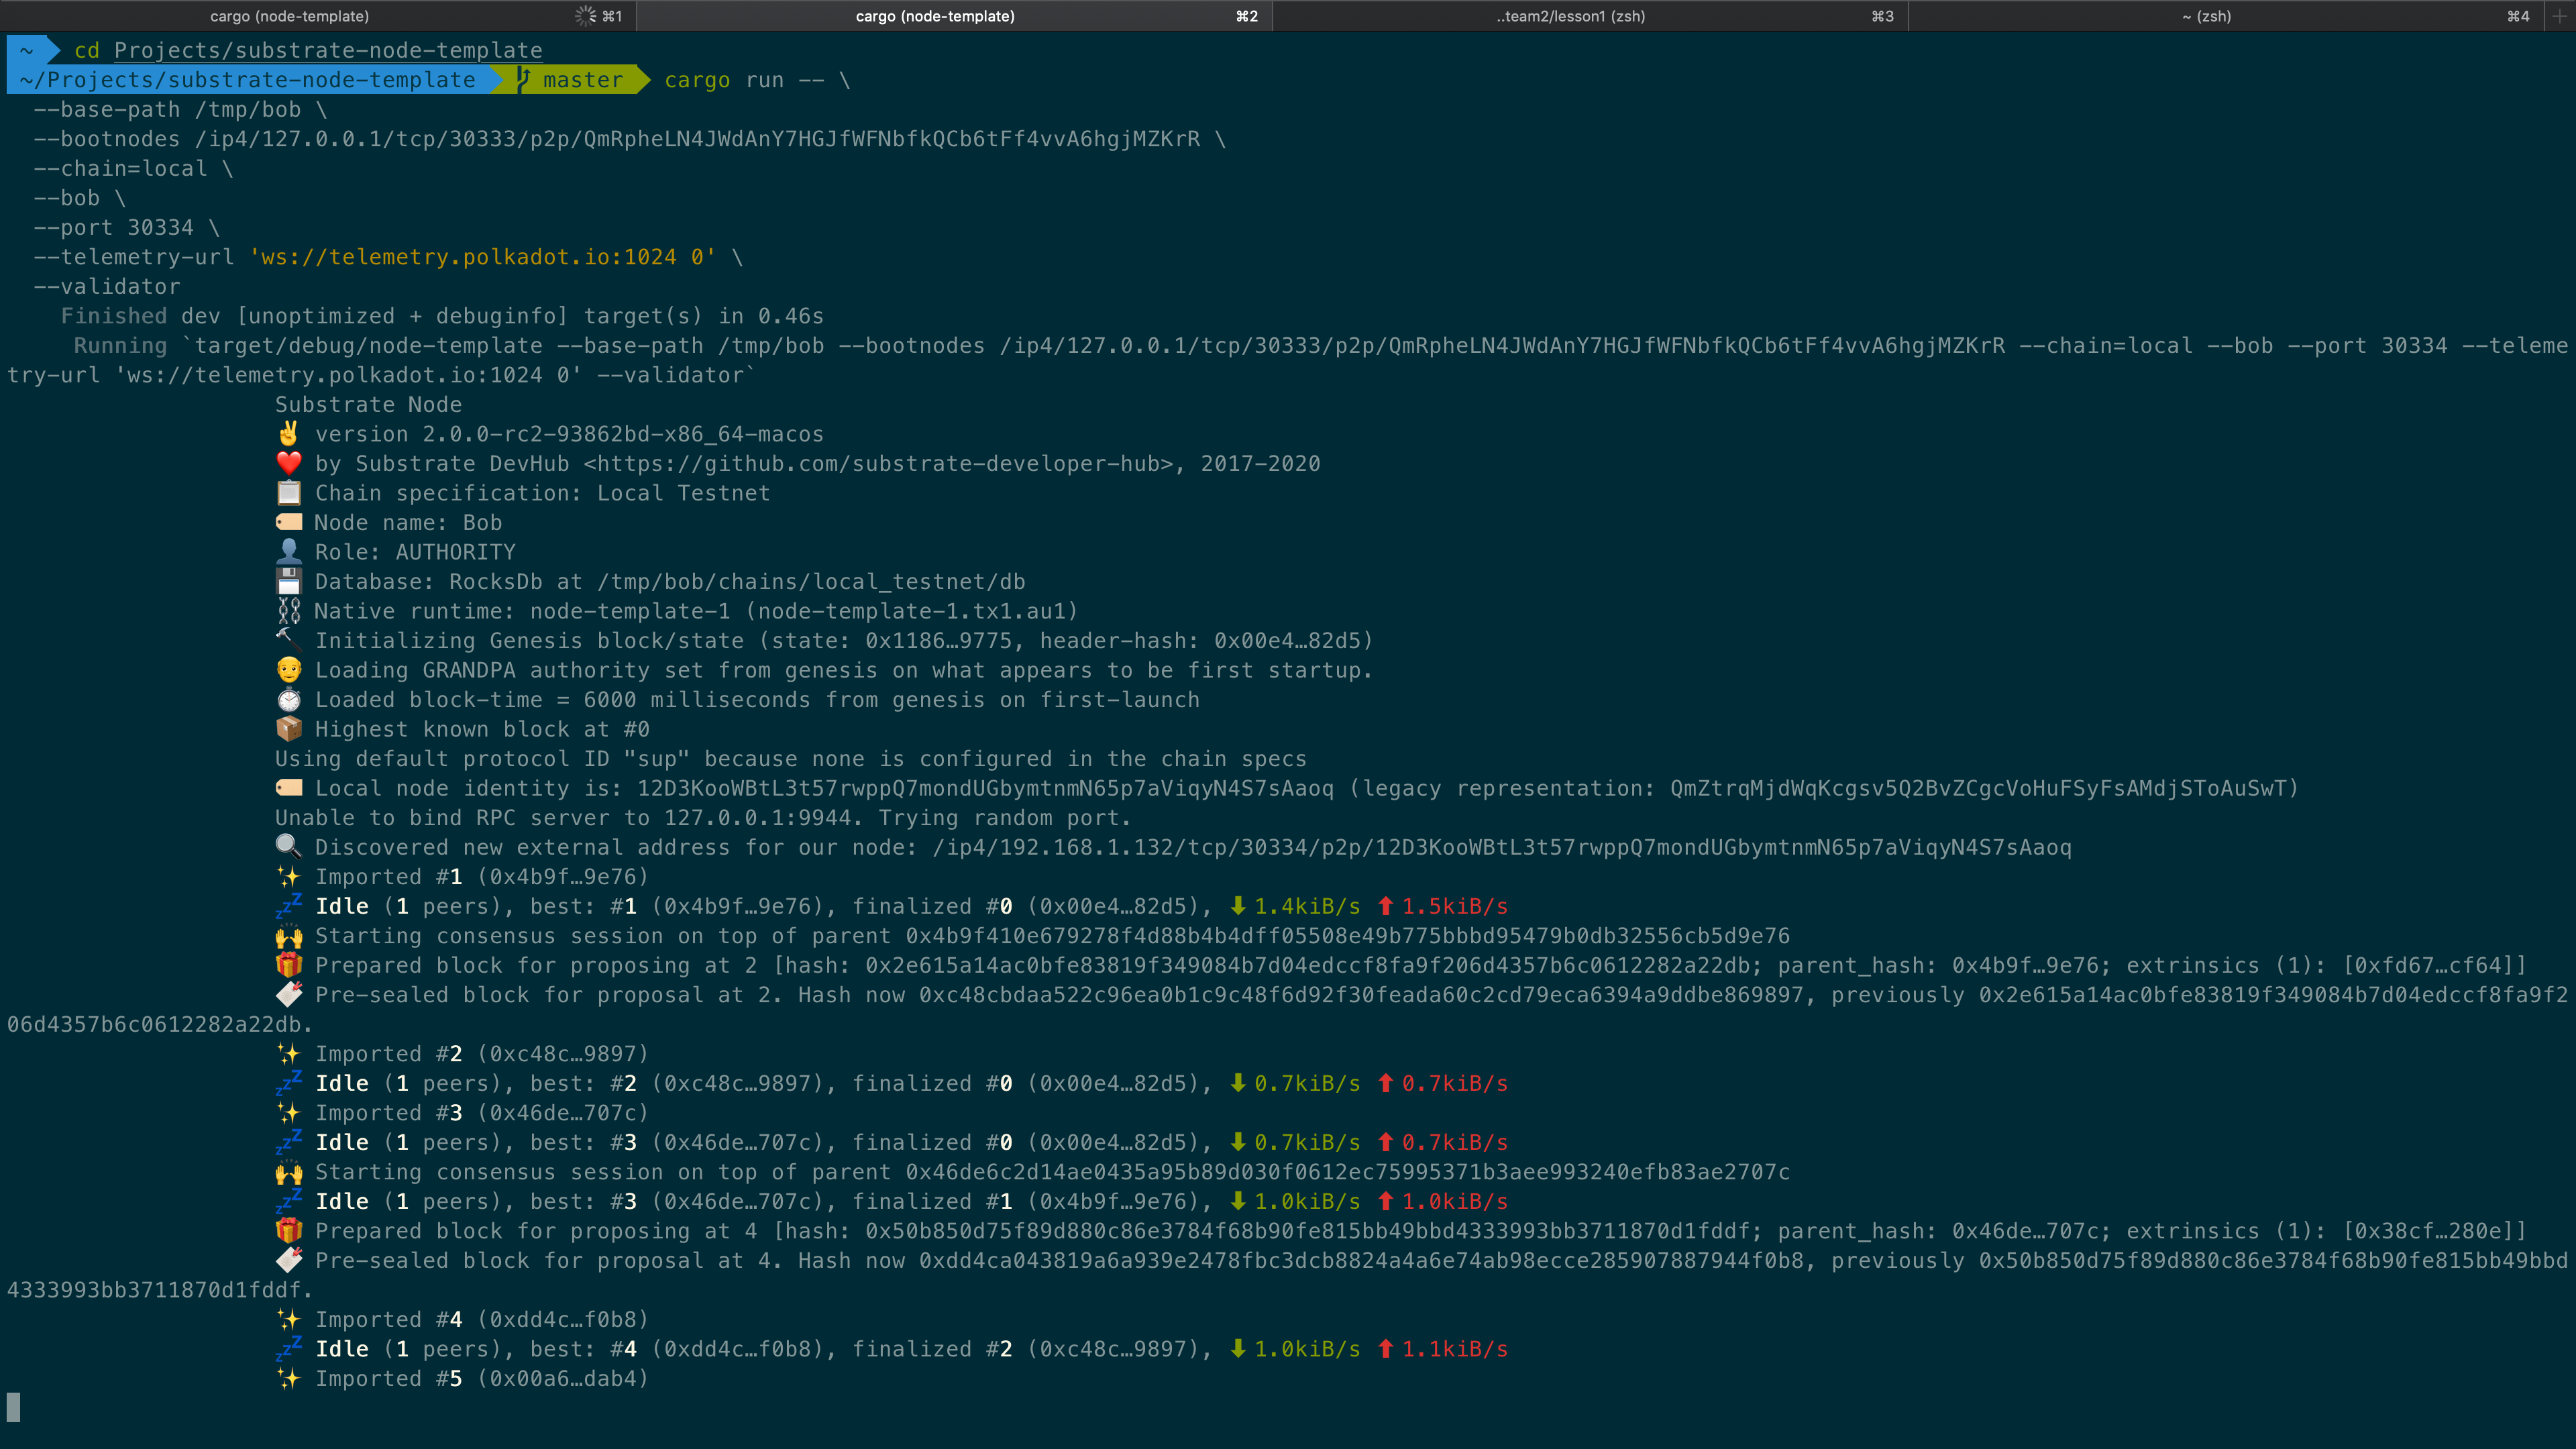 cargo (node-template) ⌘1 cargo (node-template) ⌘2 ..team2/lesson1 (zsh) ⌘3 ~ (zsh) ⌘4
~ cd Projects/substrate-node-template
~/Projects/substrate-node-template master cargo run -- \
--base-path /tmp/bob \
--bootnodes /ip4/127.0.0.1/tcp/30333/p2p/QmRpheLN4JWdAnY7HGJfWFNbfkQCb6tFf4vvA6hgjMZKrR \
--chain=local \
--bob \
--port 30334 \
--telemetry-url 'ws://telemetry.polkadot.io:1024 0' \
--validator
Finished dev [unoptimized + debuginfo] target(s) in 0.46s
Running `target/debug/node-template --base-path /tmp/bob --bootnodes /ip4/127.0.0.1/tcp/30333/p2p/QmRpheLN4JWdAnY7HGJfWFNbfkQCb6tFf4vvA6hgjMZKrR --chain=local --bob --port 30334 --teleme
try-url 'ws://telemetry.polkadot.io:1024 0' --validator`
Substrate Node
✌️ version 2.0.0-rc2-93862bd-x86_64-macos
❤️ by Substrate DevHub <https://github.com/substrate-developer-hub>, 2017-2020
📋 Chain specification: Local Testnet
🏷 Node name: Bob
👤 Role: AUTHORITY
💾 Database: RocksDb at /tmp/bob/chains/local_testnet/db
⛓ Native runtime: node-template-1 (node-template-1.tx1.au1)
🔨 Initializing Genesis block/state (state: 0x1186…9775, header-hash: 0x00e4…82d5)
👴 Loading GRANDPA authority set from genesis on what appears to be first startup.
⏱ Loaded block-time = 6000 milliseconds from genesis on first-launch
📦 Highest known block at #0
Using default protocol ID "sup" because none is configured in the chain specs
🏷 Local node identity is: 12D3KooWBtL3t57rwppQ7mondUGbymtnmN65p7aViqyN4S7sAaoq (legacy representation: QmZtrqMjdWqKcgsv5Q2BvZCgcVoHuFSyFsAMdjSToAuSwT)
Unable to bind RPC server to 127.0.0.1:9944. Trying random port.
🔍 Discovered new external address for our node: /ip4/192.168.1.132/tcp/30334/p2p/12D3KooWBtL3t57rwppQ7mondUGbymtnmN65p7aViqyN4S7sAaoq
✨ Imported #1 (0x4b9f…9e76)
💤 Idle (1 peers), best: #1 (0x4b9f…9e76), finalized #0 (0x00e4…82d5), ⬇ 1.4kiB/s ⬆ 1.5kiB/s
🙌 Starting consensus session on top of parent 0x4b9f410e679278f4d88b4b4dff05508e49b775bbbd95479b0db32556cb5d9e76
🎁 Prepared block for proposing at 2 [hash: 0x2e615a14ac0bfe83819f349084b7d04edccf8fa9f206d4357b6c0612282a22db; parent_hash: 0x4b9f…9e76; extrinsics (1): [0xfd67…cf64]]
🔖 Pre-sealed block for proposal at 2. Hash now 0xc48cbdaa522c96ea0b1c9c48f6d92f30feada60c2cd79eca6394a9ddbe869897, previously 0x2e615a14ac0bfe83819f349084b7d04edccf8fa9f2
06d4357b6c0612282a22db.
✨ Imported #2 (0xc48c…9897)
💤 Idle (1 peers), best: #2 (0xc48c…9897), finalized #0 (0x00e4…82d5), ⬇ 0.7kiB/s ⬆ 0.7kiB/s
✨ Imported #3 (0x46de…707c)
💤 Idle (1 peers), best: #3 (0x46de…707c), finalized #0 (0x00e4…82d5), ⬇ 0.7kiB/s ⬆ 0.7kiB/s
🙌 Starting consensus session on top of parent 0x46de6c2d14ae0435a95b89d030f0612ec75995371b3aee993240efb83ae2707c
💤 Idle (1 peers), best: #3 (0x46de…707c), finalized #1 (0x4b9f…9e76), ⬇ 1.0kiB/s ⬆ 1.0kiB/s
🎁 Prepared block for proposing at 4 [hash: 0x50b850d75f89d880c86e3784f68b90fe815bb49bbd4333993bb3711870d1fddf; parent_hash: 0x46de…707c; extrinsics (1): [0x38cf…280e]]
🔖 Pre-sealed block for proposal at 4. Hash now 0xdd4ca043819a6a939e2478fbc3dcb8824a4a6e74ab98ecce285907887944f0b8, previously 0x50b850d75f89d880c86e3784f68b90fe815bb49bbd
4333993bb3711870d1fddf.
✨ Imported #4 (0xdd4c…f0b8)
💤 Idle (1 peers), best: #4 (0xdd4c…f0b8), finalized #2 (0xc48c…9897), ⬇ 1.0kiB/s ⬆ 1.1kiB/s
✨ Imported #5 (0x00a6…dab4)